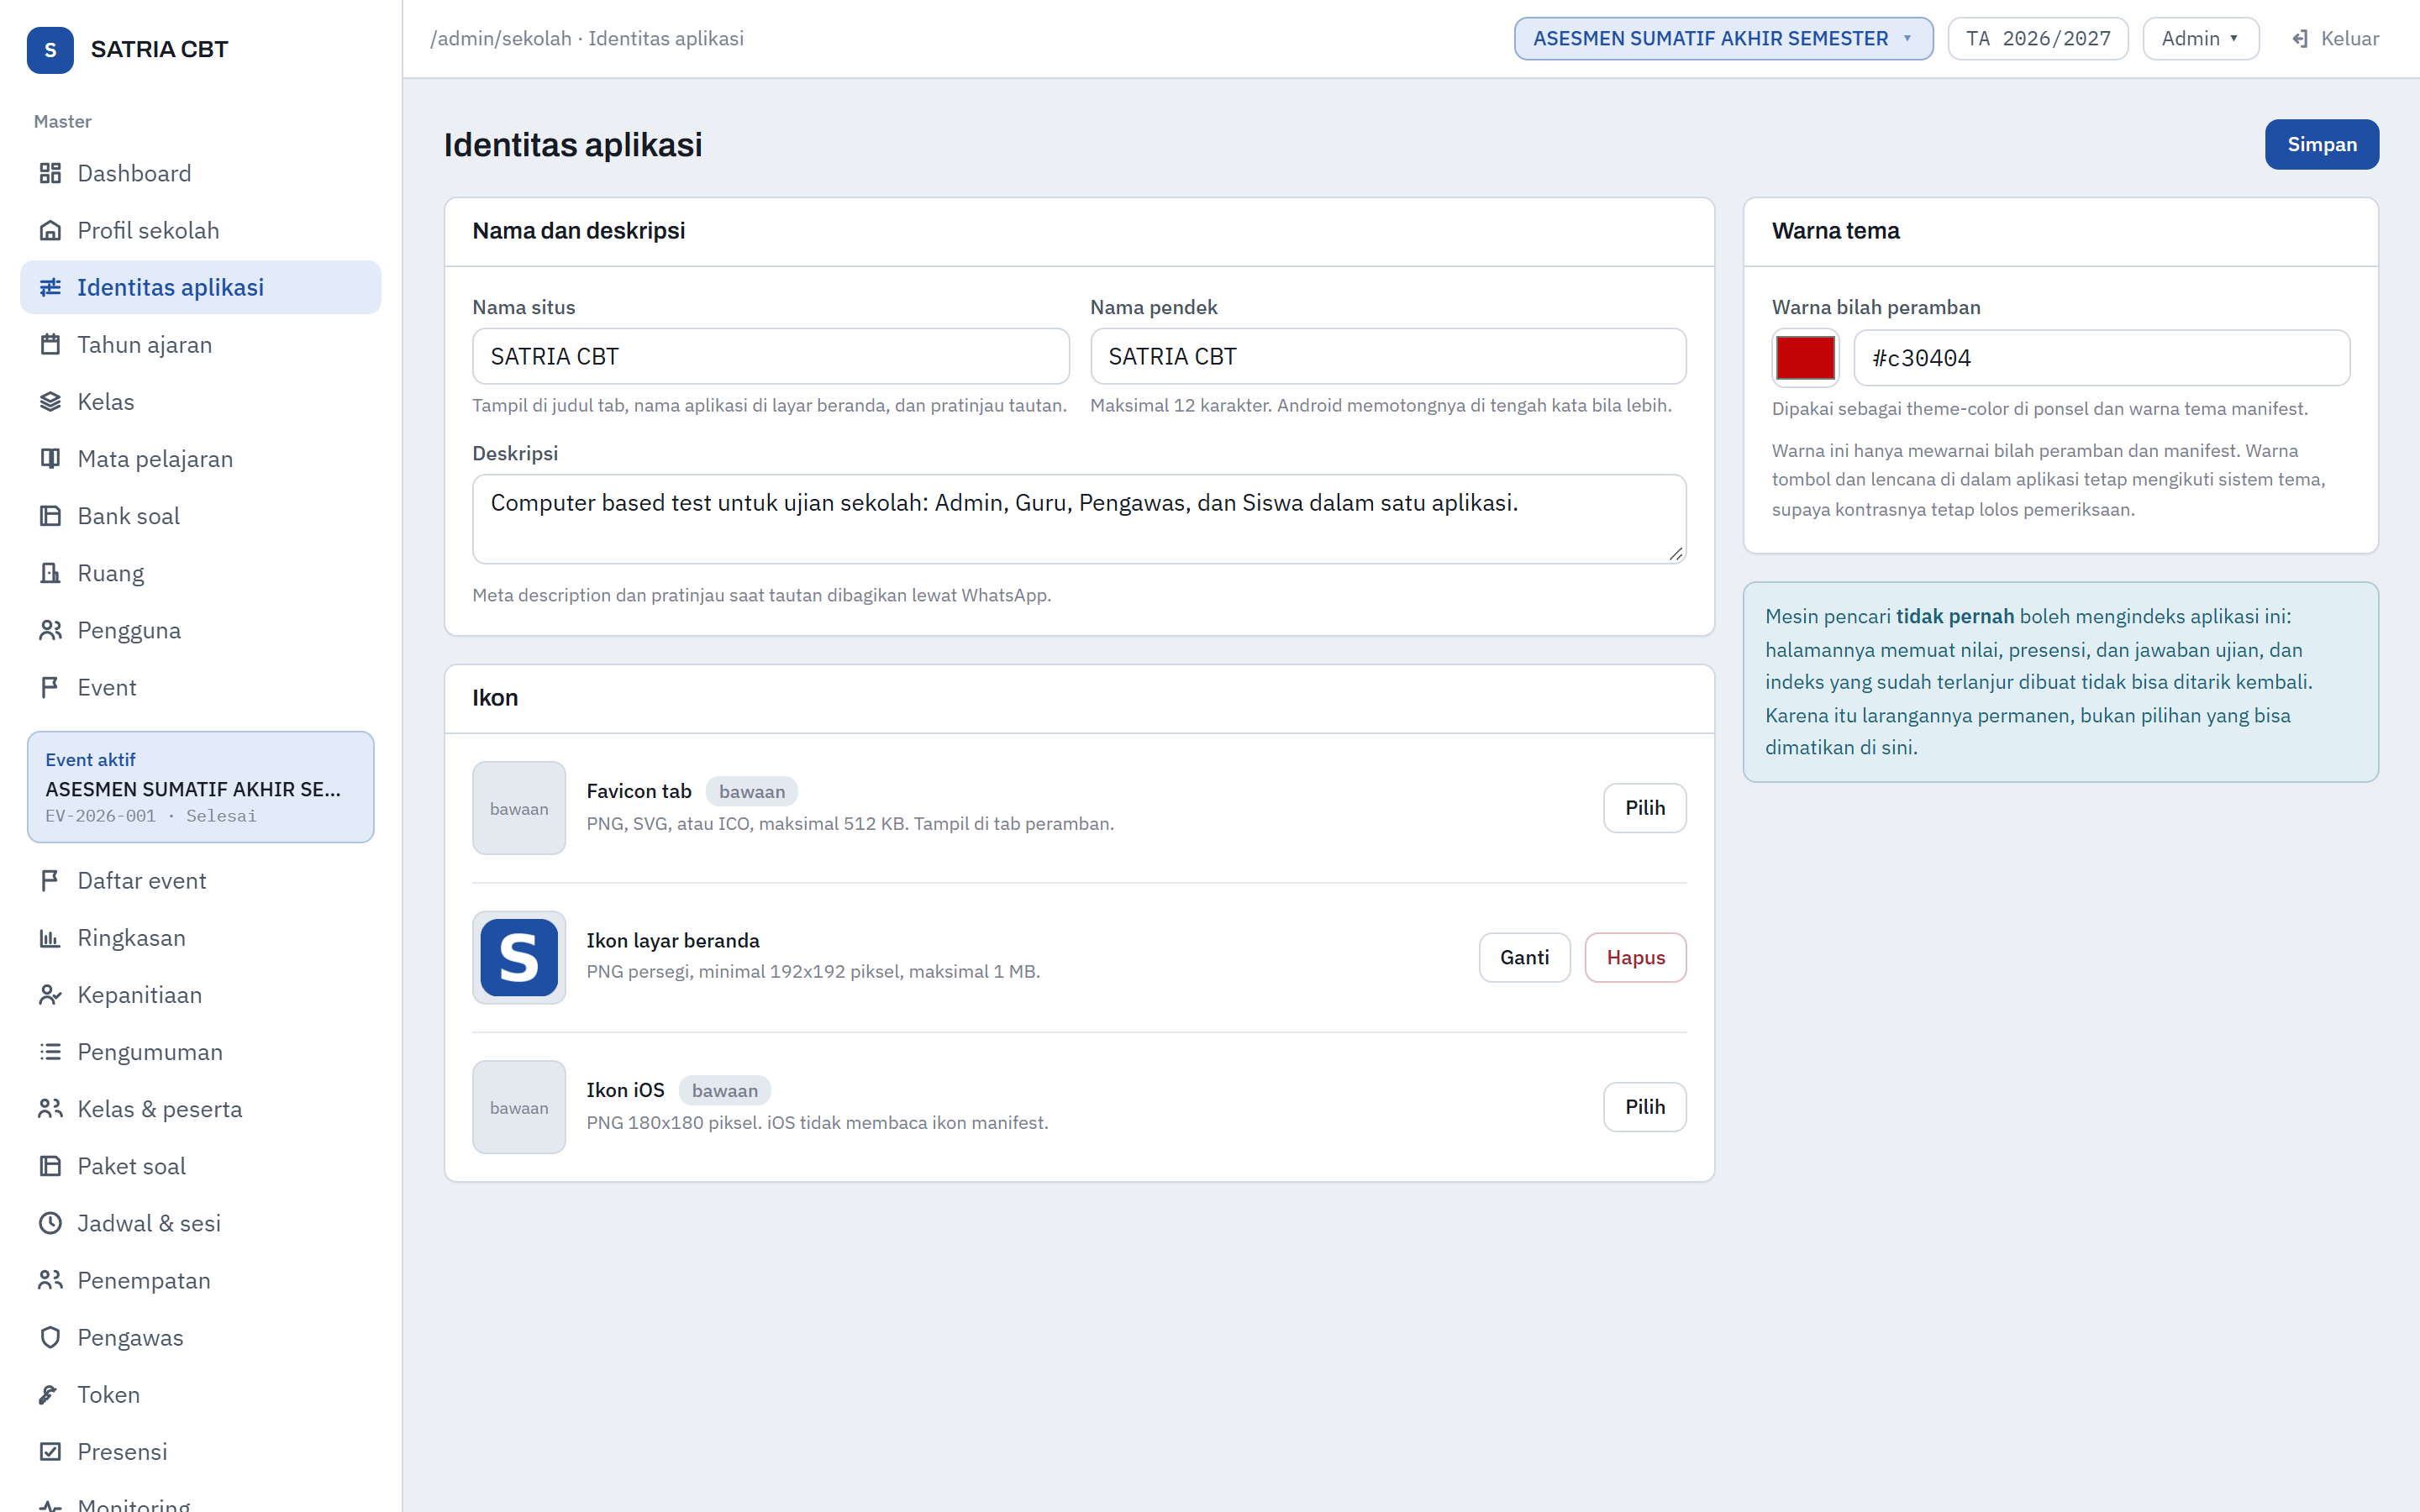 S SATRIA CBT
Master
Dashboard
Profil sekolah
Identitas aplikasi
Tahun ajaran
Kelas
Mata pelajaran
Bank soal
Ruang
Pengguna
Event
Event aktif
ASESMEN SUMATIF AKHIR SE...
EV-2026-001 · Selesai
Daftar event
Ringkasan
Kepanitiaan
Pengumuman
Kelas & peserta
Paket soal
Jadwal & sesi
Penempatan
Pengawas
Token
Presensi
Monitoring
/admin/sekolah · Identitas aplikasi
ASESMEN SUMATIF AKHIR SEMESTER ▾
TA 2026/2027
Admin ▾
Keluar
Identitas aplikasi
Simpan
Nama dan deskripsi
Nama situs
SATRIA CBT
Tampil di judul tab, nama aplikasi di layar beranda, dan pratinjau tautan.
Nama pendek
SATRIA CBT
Maksimal 12 karakter. Android memotongnya di tengah kata bila lebih.
Deskripsi
Computer based test untuk ujian sekolah: Admin, Guru, Pengawas, dan Siswa dalam satu aplikasi.
Meta description dan pratinjau saat tautan dibagikan lewat WhatsApp.
Ikon
bawaan
Favicon tab bawaan
PNG, SVG, atau ICO, maksimal 512 KB. Tampil di tab peramban.
Pilih
S
Ikon layar beranda
PNG persegi, minimal 192x192 piksel, maksimal 1 MB.
Ganti
Hapus
bawaan
Ikon iOS bawaan
PNG 180x180 piksel. iOS tidak membaca ikon manifest.
Pilih
Warna tema
Warna bilah peramban
#c30404
Dipakai sebagai theme-color di ponsel dan warna tema manifest.
Warna ini hanya mewarnai bilah peramban dan manifest. Warna
tombol dan lencana di dalam aplikasi tetap mengikuti sistem tema,
supaya kontrasnya tetap lolos pemeriksaan.
Mesin pencari tidak pernah boleh mengindeks aplikasi ini:
halamannya memuat nilai, presensi, dan jawaban ujian, dan
indeks yang sudah terlanjur dibuat tidak bisa ditarik kembali.
Karena itu larangannya permanen, bukan pilihan yang bisa
dimatikan di sini.